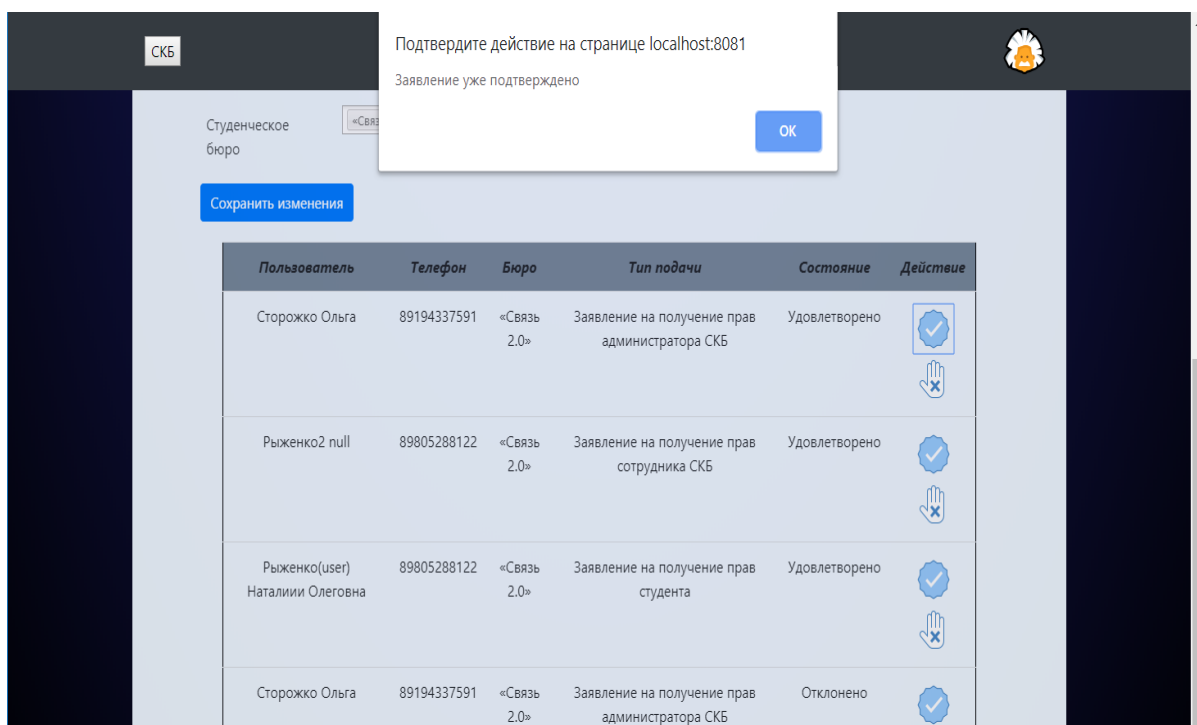 СКБ
Подтвердите действие на странице localhost:8081
Заявление уже подтверждено
ОК
Студенческое
бюро
Сохранить изменения
Пользователь Телефон Бюро Тип подачи Состояние Действие
Сторожко Ольга 89194337591 «Связь Заявление на получение прав Удовлетворено
2.0» администратора СКБ
Рыженко2 null 89805288122 «Связь Заявление на получение прав Удовлетворено
2.0» сотрудника СКБ
Рыженко(user) 89805288122 «Связь Заявление на получение прав Удовлетворено
Наталиии Олеговна 2.0» студента
Сторожко Ольга 89194337591 «Связь Заявление на получение прав Отклонено
2.0» администратора СКБ